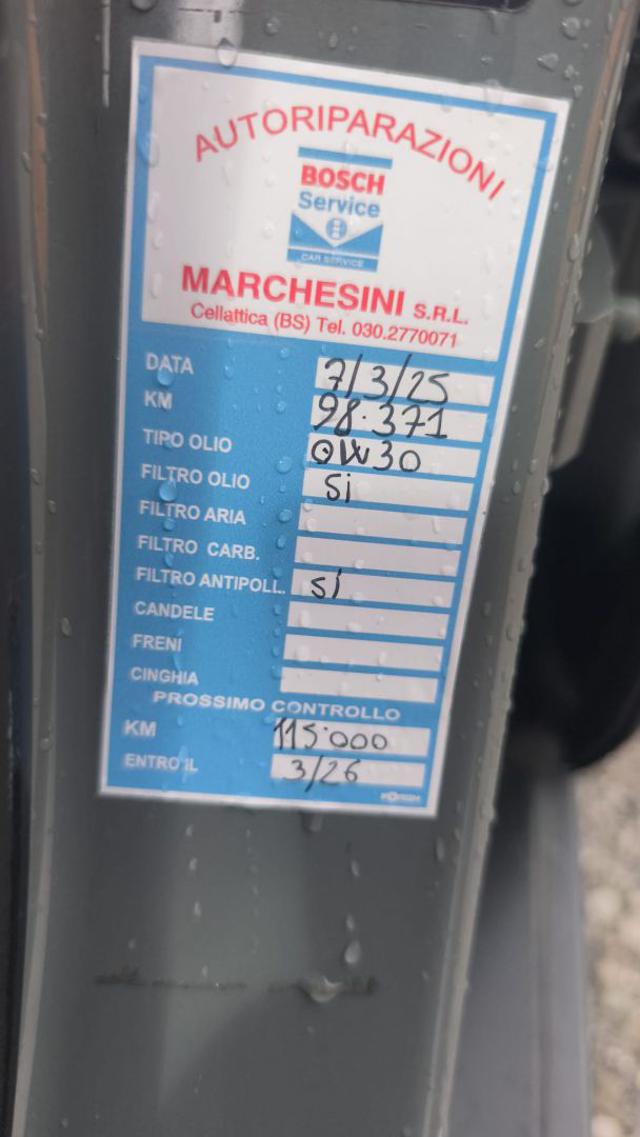 AUTORIPARAZIONI
BOSCH
Service
CAR SERVICE
MARCHESINI S.R.L.
Cellattica (BS) Tel. 030.2770071
DATA 7/3/25
KM 98.371
TIPO OLIO 0W30
FILTRO OLIO Si
FILTRO ARIA
FILTRO CARB.
FILTRO ANTIPOLL. Si
CANDELE
FRENI
CINGHIA
PROSSIMO CONTROLLO
KM 115.000
ENTRO IL 3/26